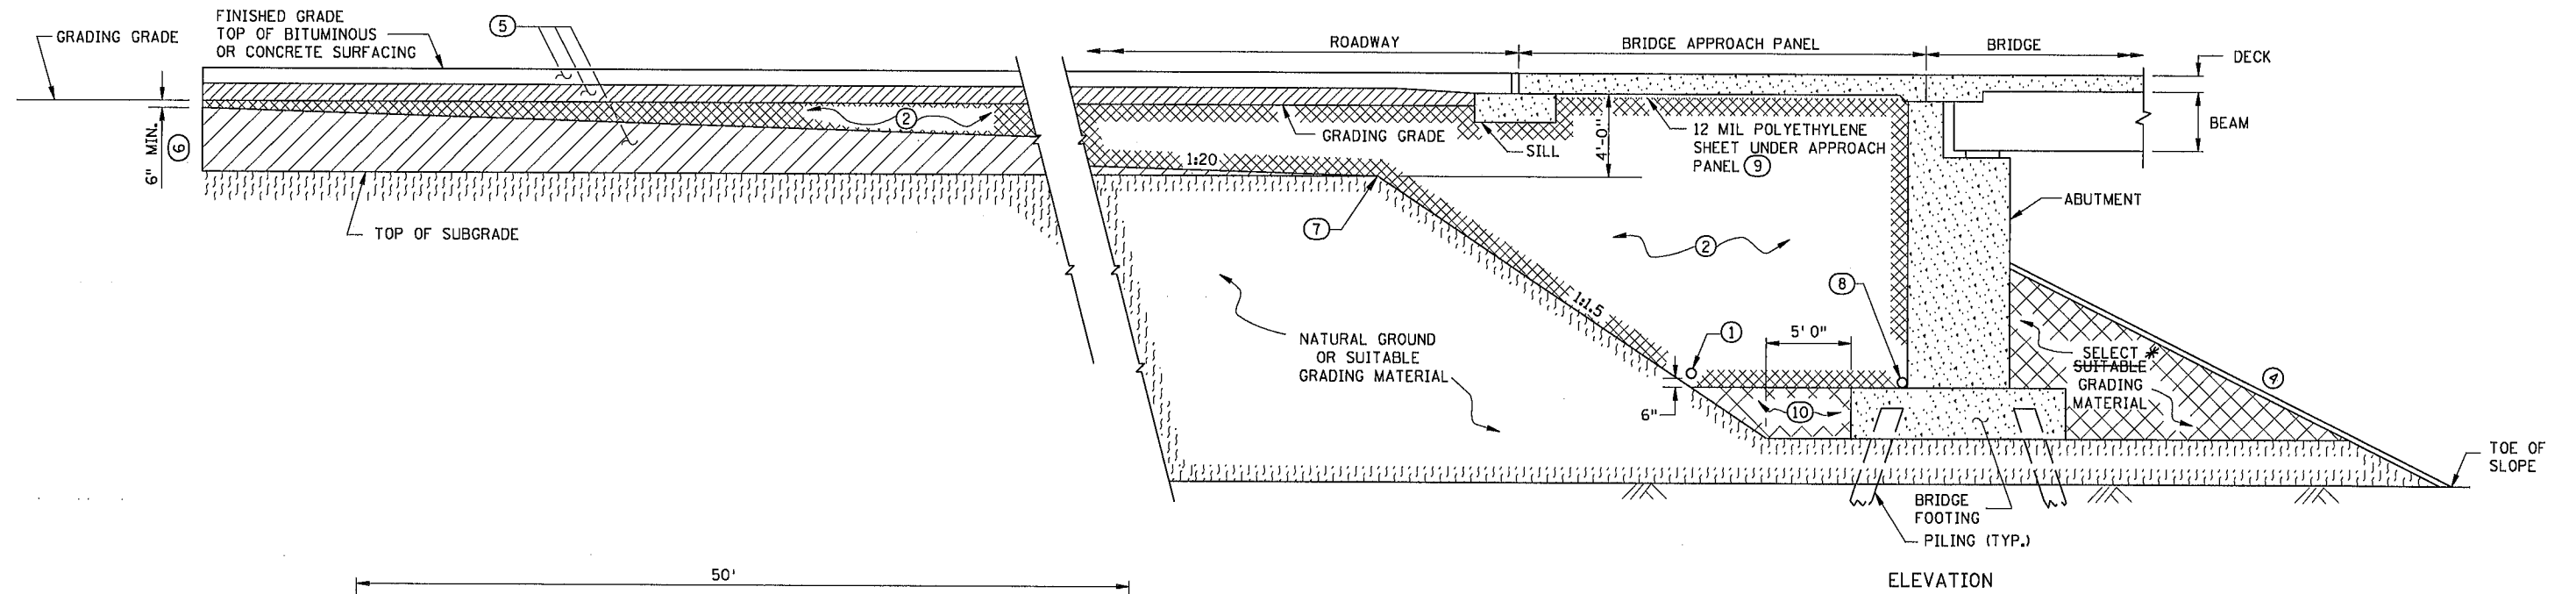 FINISHED GRADE
TOP OF BITUMINOUS
OR CONCRETE SURFACING
GRADING GRADE
5
ROADWAY
BRIDGE APPROACH PANEL
BRIDGE
DECK
BEAM
6" MIN.
6
2
GRADING GRADE
SILL
4'-0"
12 MIL POLYETHYLENE
SHEET UNDER APPROACH
PANEL 9
1:20
TOP OF SUBGRADE
7
2
ABUTMENT
8
1:1.5
1
5' 0"
NATURAL GROUND
OR SUITABLE
GRADING MATERIAL
SELECT *
SUITABLE
GRADING
MATERIAL
4
6"
10
TOE OF
SLOPE
BRIDGE
FOOTING
PILING (TYP.)
50'
ELEVATION